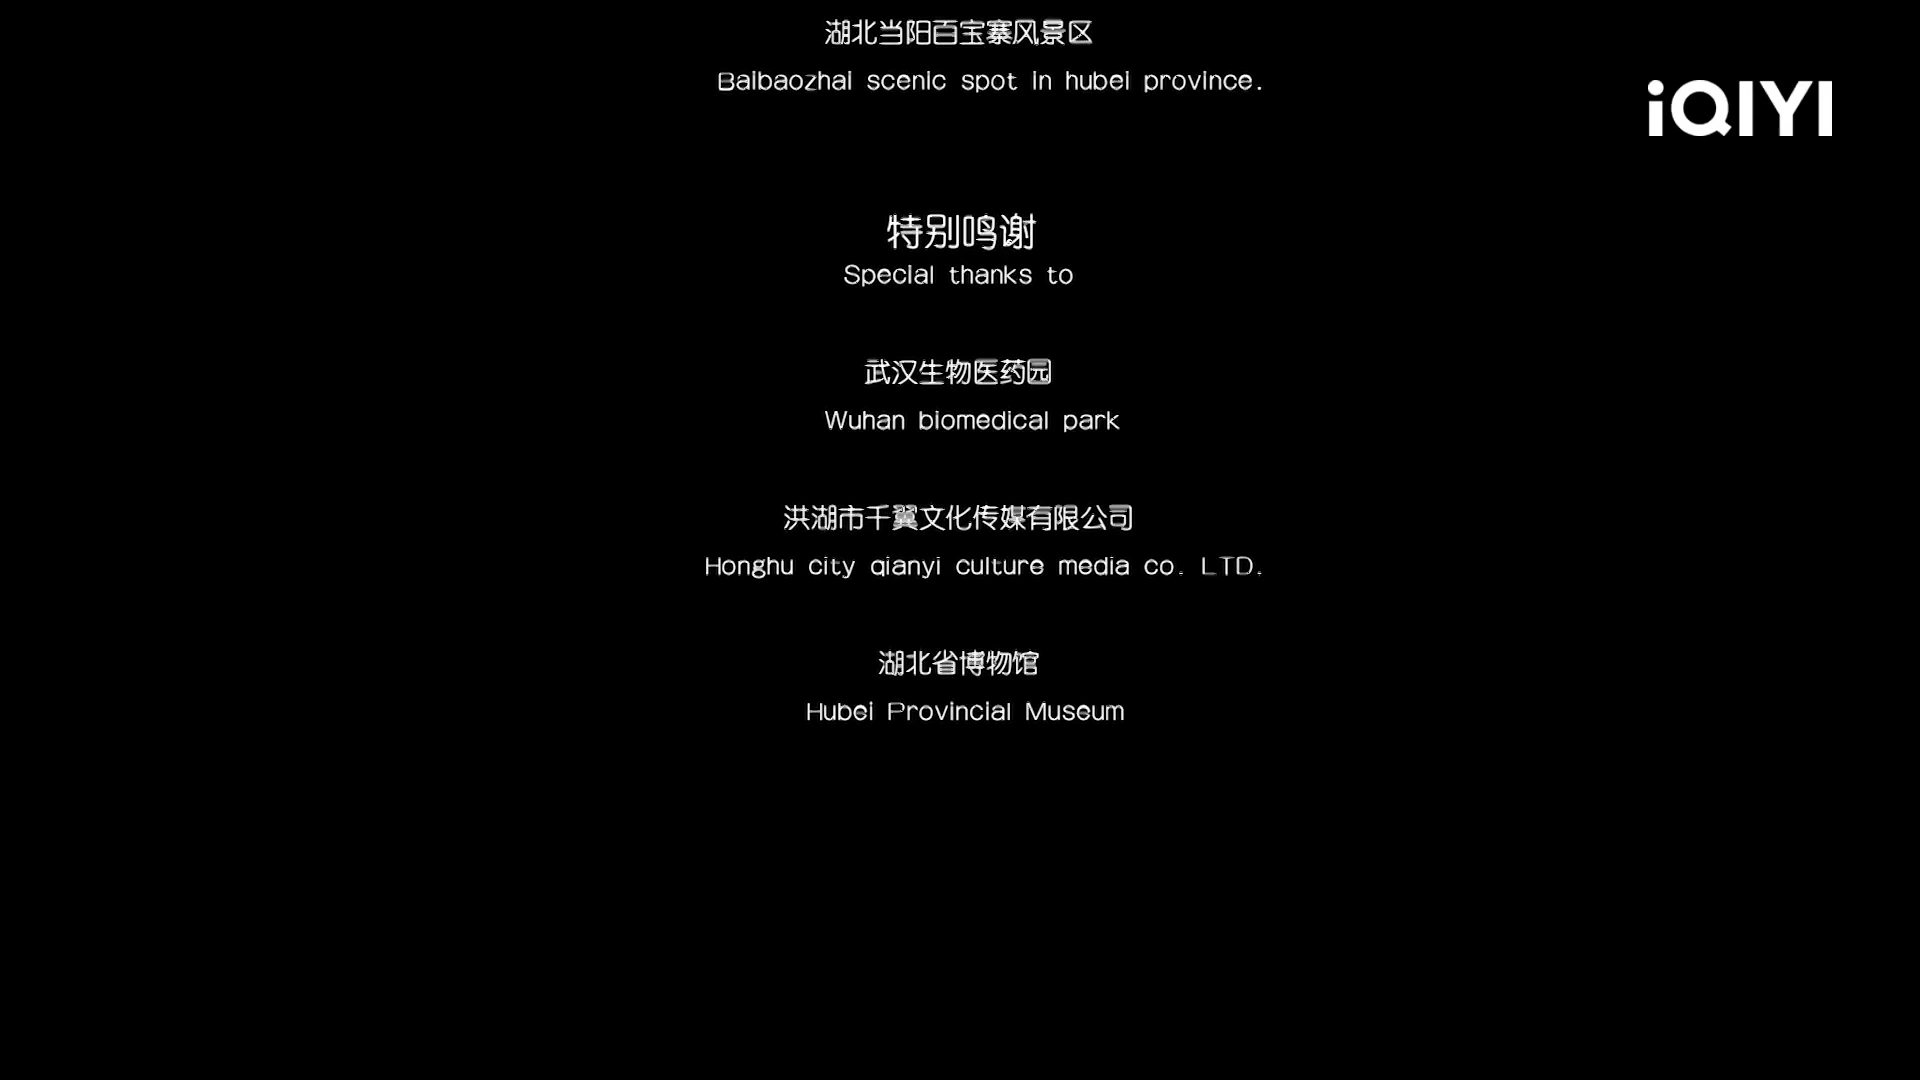 湖北当阳百宝寨风景区
Baibaozhai scenic spot in hubei province.
iQIYI
特别鸣谢
Special thanks to
武汉生物医药园
Wuhan biomedical park
洪湖市千翼文化传媒有限公司
Honghu city qianyi culture media co. LTD.
湖北省博物馆
Hubei Provincial Museum